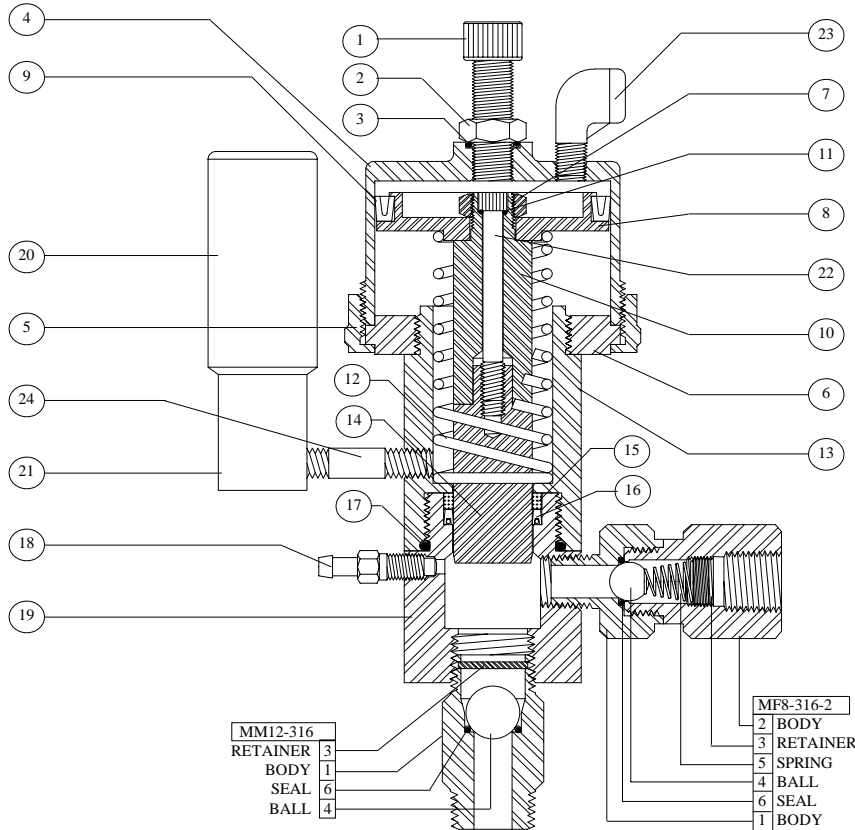 4
1
23
9
2
7
3
11
8
20
22
5
10
12
6
24
14
13
15
21
16
17
18
19
MM12-316
RETAINER 3
BODY 1
SEAL 6
BALL 4
MF8-316-2
2 BODY
3 RETAINER
5 SPRING
4 BALL
6 SEAL
1 BODY